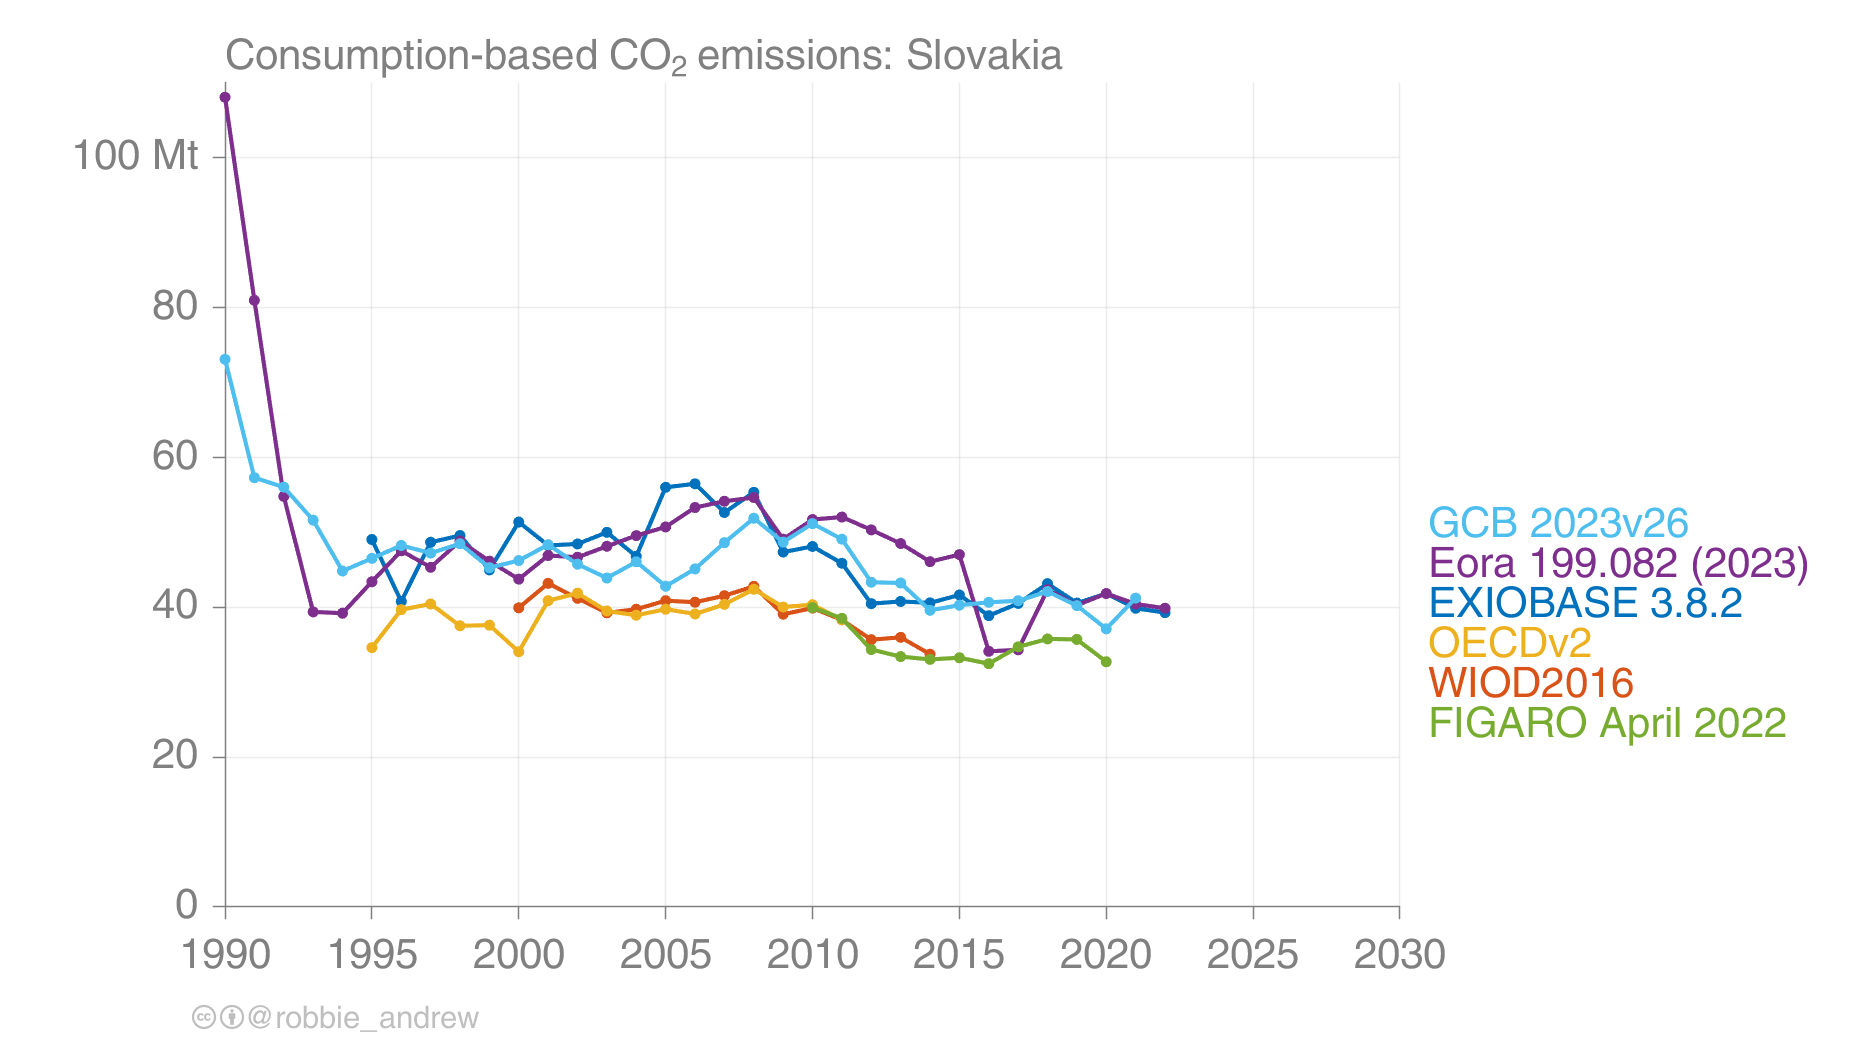 Consumption-based CO₂ emissions: Slovakia
100 Mt
80
60
40
20
0
1990 1995 2000 2005 2010 2015 2020 2025 2030
GCB 2023v26
Eora 199.082 (2023)
EXIOBASE 3.8.2
OECDv2
WIOD2016
FIGARO April 2022
cc @robbie_andrew